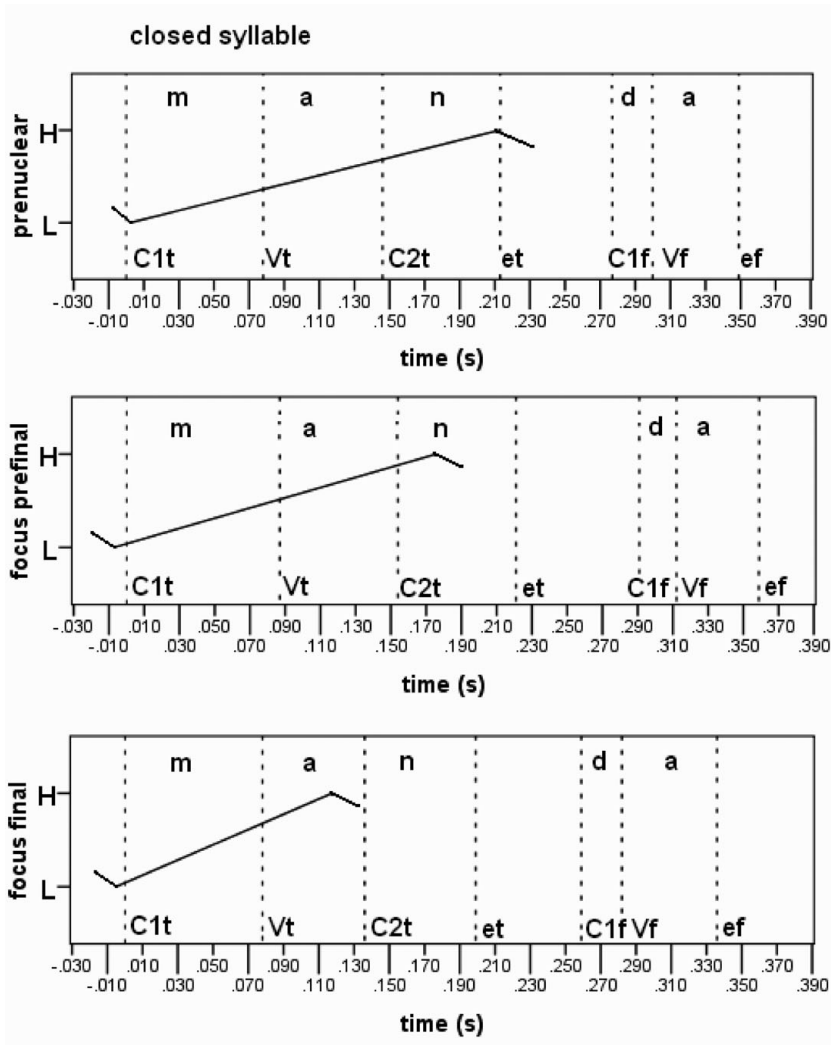 closed syllable
prenuclear
m a n d a
H
L
C1t Vt C2t et C1f Vf ef
-.030 .010 .050 .090 .130 .170 .210 .250 .290 .330 .370
-.010 .030 .070 .110 .150 .190 .230 .270 .310 .350 .390
time (s)
focus prefinal
m a n d a
H
L
C1t Vt C2t et C1f Vf ef
-.030 .010 .050 .090 .130 .170 .210 .250 .290 .330 .370
-.010 .030 .070 .110 .150 .190 .230 .270 .310 .350 .390
time (s)
focus final
m a n d a
H
L
C1t Vt C2t et C1f Vf ef
-.030 .010 .050 .090 .130 .170 .210 .250 .290 .330 .370
-.010 .030 .070 .110 .150 .190 .230 .270 .310 .350 .390
time (s)